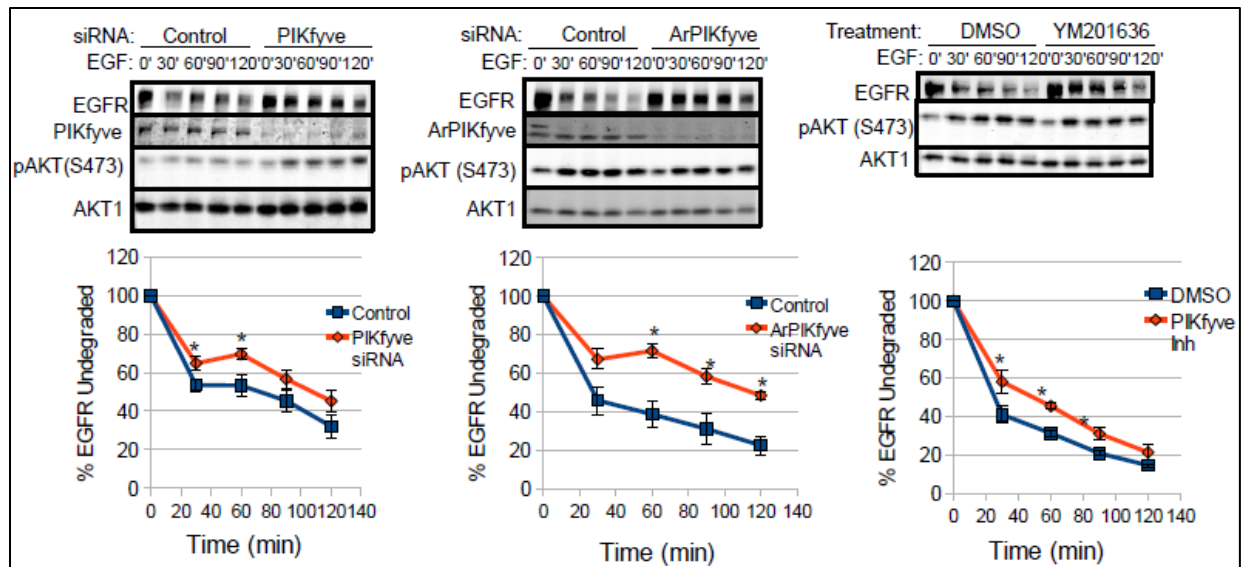 siRNA: Control PIKfyve
EGF: 0' 30' 60'90'120'0'30'60'90' 120'
EGFR
PIKfyve
pAKT(S473)
AKT1
120
100
80
60
40
20
0
% EGFR Undegraded
* *
Control
PIKfyve
siRNA
0 20 40 60 80 100 120 140
Time (min)
siRNA: Control ArPIKfyve
EGF: 0' 30' 60'90'120'0'30'60'90' 120'
EGFR
ArPIKfyve
pAKT (S473)
AKT1
120
100
80
60
40
20
0
% EGFR Undegraded
* * *
Control
ArPIKfyve
siRNA
0 20 40 60 80 100 120 140
Time (min)
Treatment: DMSO YM201636
EGF: 0' 30' 60'90'120'0'30'60'90' 120'
EGFR
pAKT (S473)
AKT1
120
100
80
60
40
20
0
% EGFR Undegraded
* * *
DMSO
PIKfyve
Inh
0 20 40 60 80 100 120 140
Time (min)